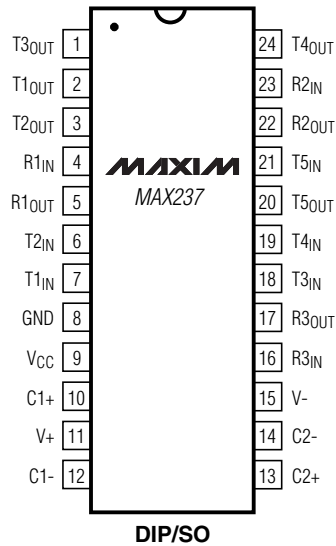 T3OUT 1 24 T4OUT
T1OUT 2 23 R2IN
T2OUT 3 22 R2OUT
R1IN 4 MAXIM 21 T5IN
R1OUT 5 MAX237 20 T5OUT
T2IN 6 19 T4IN
T1IN 7 18 T3IN
GND 8 17 R3OUT
VCC 9 16 R3IN
C1+ 10 15 V-
V+ 11 14 C2-
C1- 12 13 C2+
DIP/SO